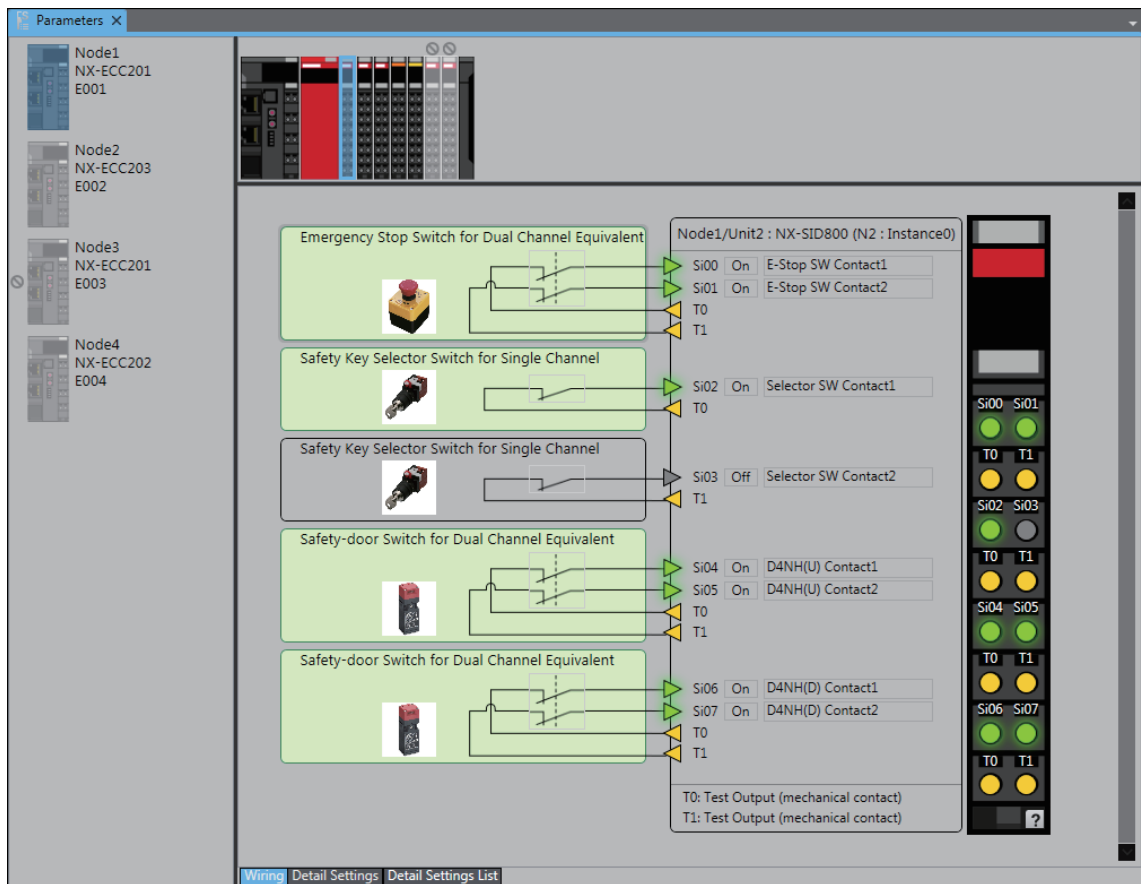 Parameters
Node1
NX-ECC201
E001
Node2
NX-ECC203
E002
Node3
NX-ECC201
E003
Node4
NX-ECC202
E004
Emergency Stop Switch for Dual Channel Equivalent
Safety Key Selector Switch for Single Channel
Safety Key Selector Switch for Single Channel
Safety-door Switch for Dual Channel Equivalent
Safety-door Switch for Dual Channel Equivalent
Node1/Unit2 : NX-SID800 (N2 : Instance0)
Si00 On E-Stop SW Contact1
Si01 On E-Stop SW Contact2
T0
T1
Si02 On Selector SW Contact1
T0
Si03 Off Selector SW Contact2
T1
Si04 On D4NH(U) Contact1
Si05 On D4NH(U) Contact2
T0
T1
Si06 On D4NH(D) Contact1
Si07 On D4NH(D) Contact2
T0
T1
T0: Test Output (mechanical contact)
T1: Test Output (mechanical contact)
Si00 Si01
T0 T1
Si02 Si03
T0 T1
Si04 Si05
T0 T1
Si06 Si07
T0 T1
?
Wiring Detail Settings Detail Settings List